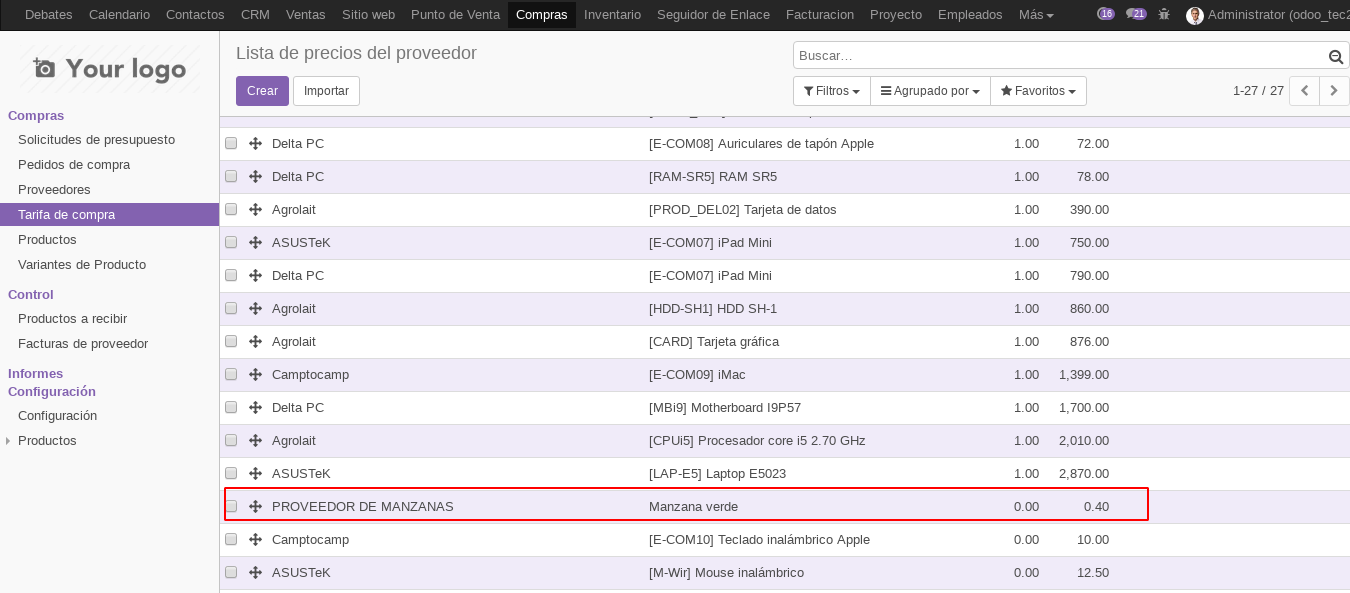 Debates Calendario Contactos CRM Ventas Sitio web Punto de Venta Compras Inventario Seguidor de Enlace Facturacion Proyecto Empleados Más 16 21 Administrator (odoo_tec2
Your logo
Compras
Solicitudes de presupuesto
Pedidos de compra
Proveedores
Tarifa de compra
Productos
Variantes de Producto
Control
Productos a recibir
Facturas de proveedor
Informes
Configuración
Configuración
Productos
Lista de precios del proveedor
Buscar…
Crear Importar
Filtros Agrupado por Favoritos 1-27 / 27
Delta PC [E-COM08] Auriculares de tapón Apple 1.00 72.00
Delta PC [RAM-SR5] RAM SR5 1.00 78.00
Agrolait [PROD_DEL02] Tarjeta de datos 1.00 390.00
ASUSTeK [E-COM07] iPad Mini 1.00 750.00
Delta PC [E-COM07] iPad Mini 1.00 790.00
Agrolait [HDD-SH1] HDD SH-1 1.00 860.00
Agrolait [CARD] Tarjeta gráfica 1.00 876.00
Camptocamp [E-COM09] iMac 1.00 1,399.00
Delta PC [MBi9] Motherboard I9P57 1.00 1,700.00
Agrolait [CPUi5] Procesador core i5 2.70 GHz 1.00 2,010.00
ASUSTeK [LAP-E5] Laptop E5023 1.00 2,870.00
PROVEEDOR DE MANZANAS Manzana verde 0.00 0.40
Camptocamp [E-COM10] Teclado inalámbrico Apple 0.00 10.00
ASUSTeK [M-Wir] Mouse inalámbrico 0.00 12.50